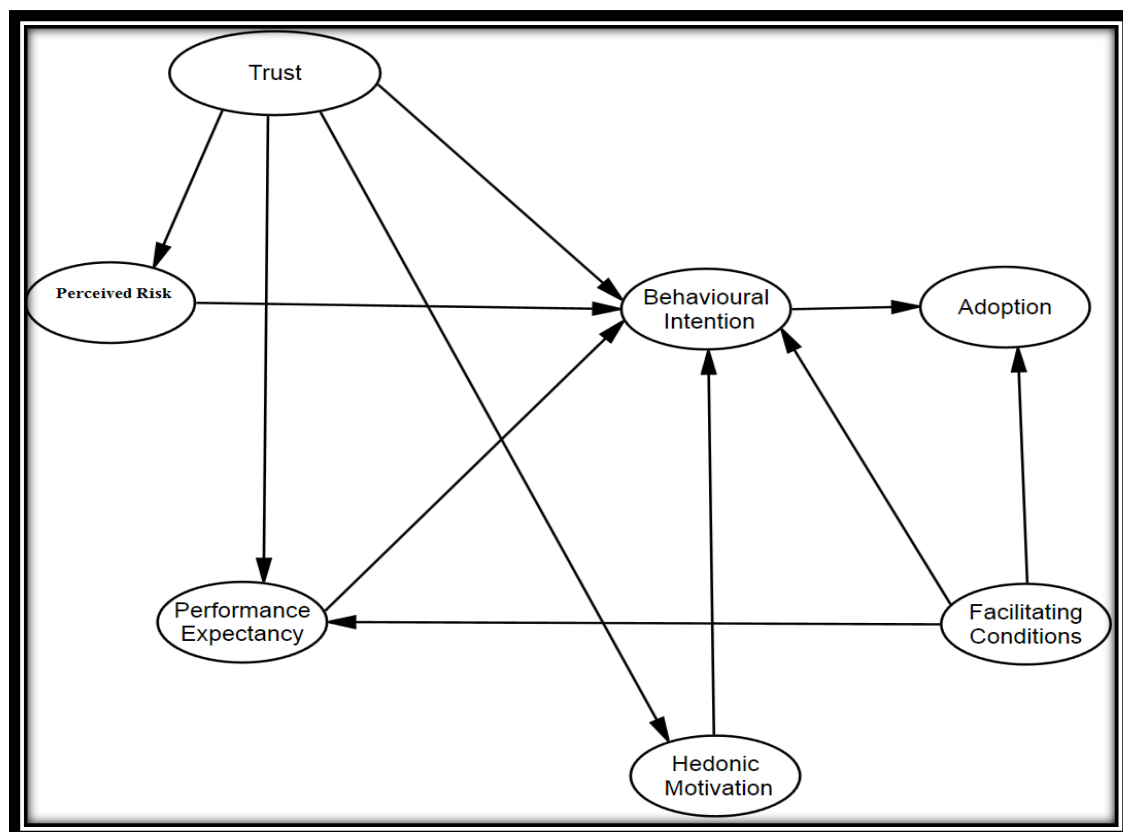 Trust
Perceived Risk
Behavioural
Intention
Adoption
Performance
Expectancy
Facilitating
Conditions
Hedonic
Motivation